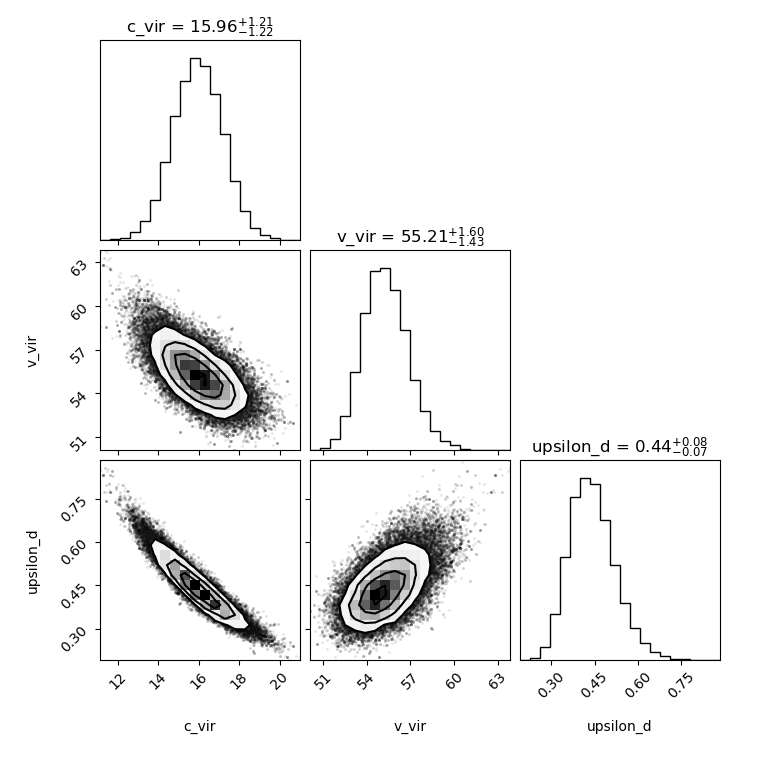 c_vir = 15.96+1.21−1.22
v_vir = 55.21+1.60−1.43
upsilon_d = 0.44+0.08−0.07
63
60
57
54
51
v_vir
0.75
0.60
0.45
0.30
upsilon_d
12 14 16 18 20
51 54 57 60 63
0.30 0.45 0.60 0.75
c_vir
v_vir
upsilon_d